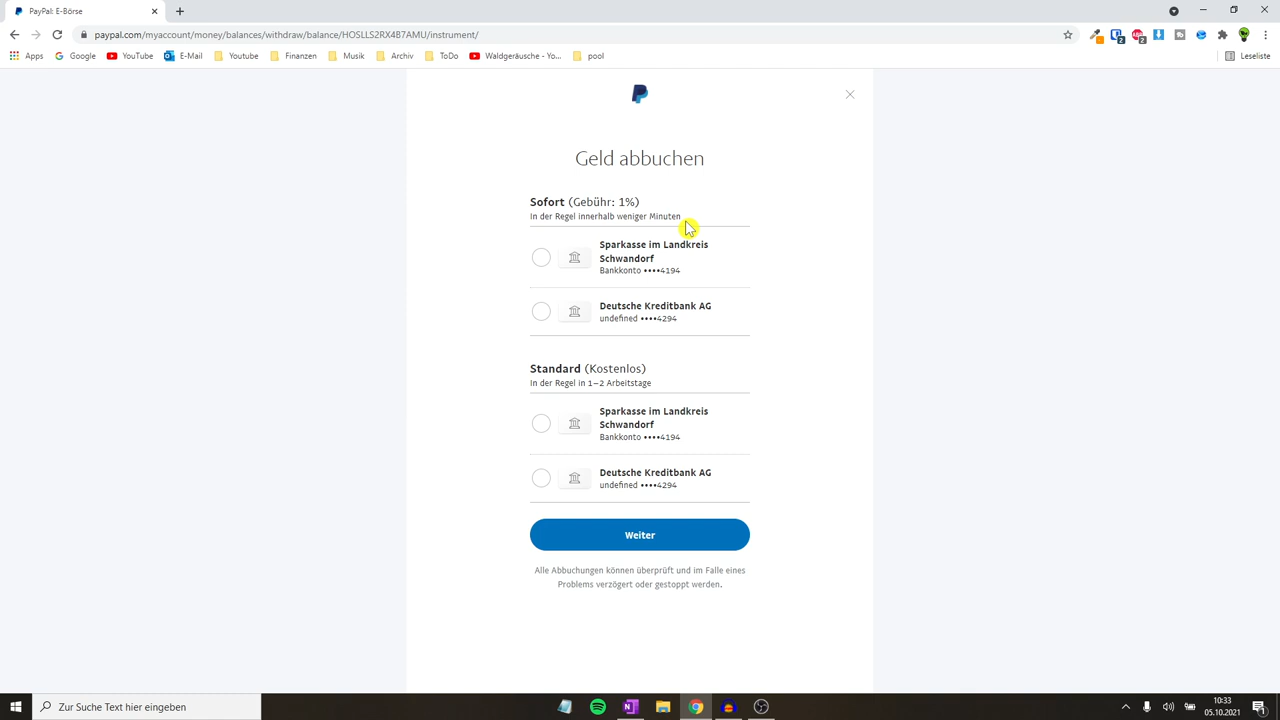 PayPal: E-Börse
paypal.com/myaccount/money/balances/withdraw/balance/HOSLLS2RX4B7AMU/instrument/
Apps Google YouTube E-Mail Youtube Finanzen Musik Archiv ToDo Waldgeräusche - Yo... pool Leseliste
Geld abbuchen
Sofort (Gebühr: 1%)
In der Regel innerhalb weniger Minuten
Sparkasse im Landkreis
Schwandorf
Bankkonto ••••4194
Deutsche Kreditbank AG
undefined ••••4294
Standard (Kostenlos)
In der Regel in 1–2 Arbeitstage
Sparkasse im Landkreis
Schwandorf
Bankkonto ••••4194
Deutsche Kreditbank AG
undefined ••••4294
Weiter
Alle Abbuchungen können überprüft und im Falle eines
Problems verzögert oder gestoppt werden.
Zur Suche Text hier eingeben
10:33
05.10.2021